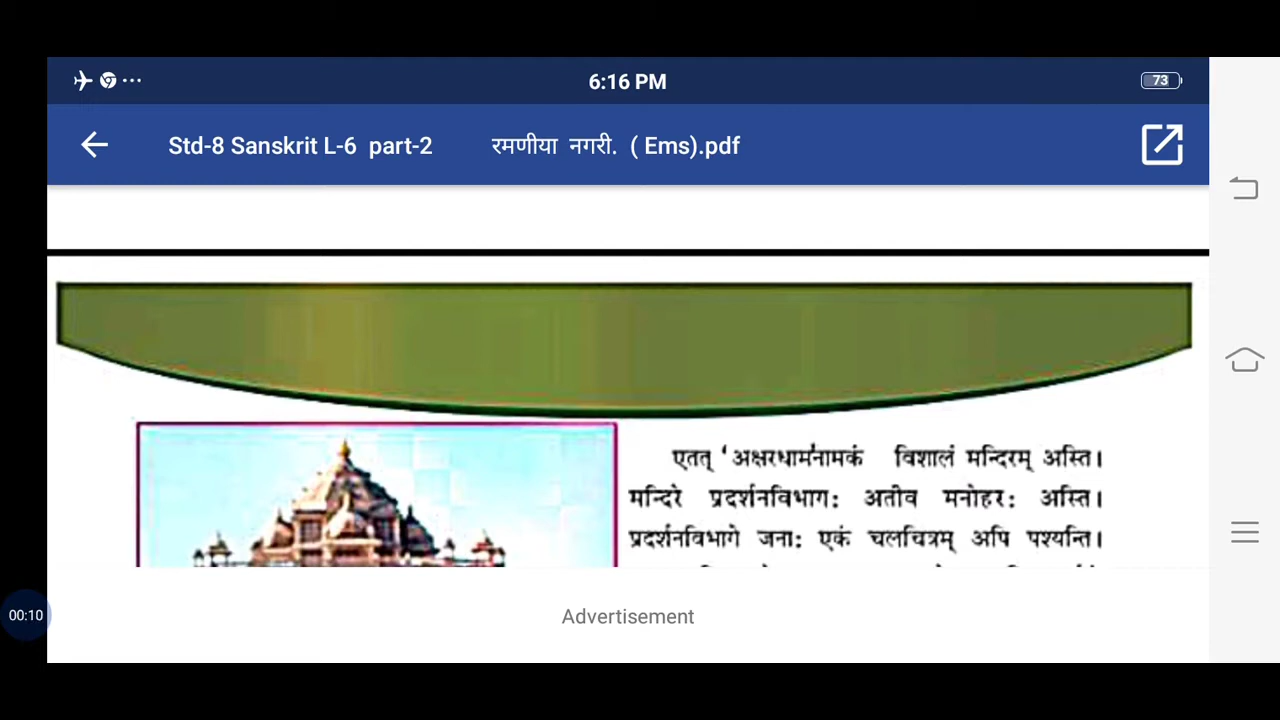 6:16 PM
73
Std-8 Sanskrit L-6 part-2 रमणीया नगरी. ( Ems).pdf
एतत् ‘अक्षरधाम’नामकं विशालं मन्दिरम् अस्ति।
मन्दिरे प्रदर्शनविभागः अतीव मनोहरः अस्ति।
प्रदर्शनविभागे जनाः एकं चलचित्रम् अपि पश्यन्ति।
00:10
Advertisement